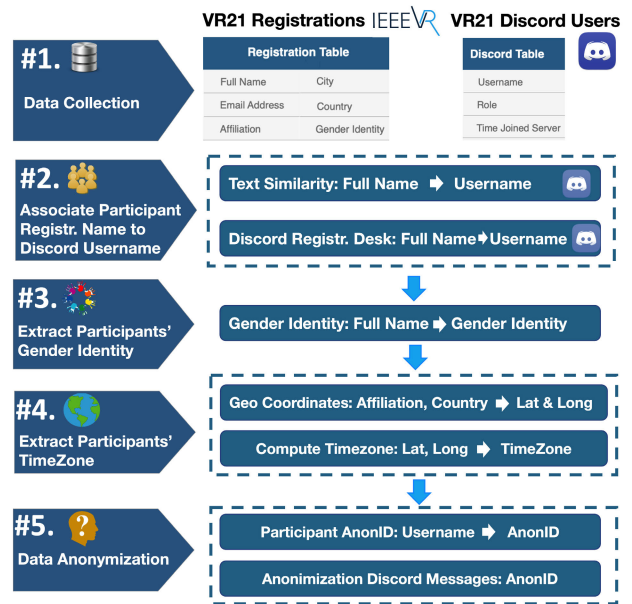 VR21 Registrations IEEE VR VR21 Discord Users
#1.
Data Collection
Registration Table
Full Name City
Email Address Country
Affiliation Gender Identity
Discord Table
Username
Role
Time Joined Server
#2.
Associate Participant
Registr. Name to
Discord Username
Text Similarity: Full Name ➡ Username
Discord Registr. Desk: Full Name➡Username
#3.
Extract Participants’
Gender Identity
Gender Identity: Full Name ➡ Gender Identity
#4.
Extract Participants’
TimeZone
Geo Coordinates: Affiliation, Country ➡ Lat & Long
Compute Timezone: Lat, Long ➡ TimeZone
#5.
Data Anonymization
Participant AnonID: Username ➡ AnonID
Anonimization Discord Messages: AnonID